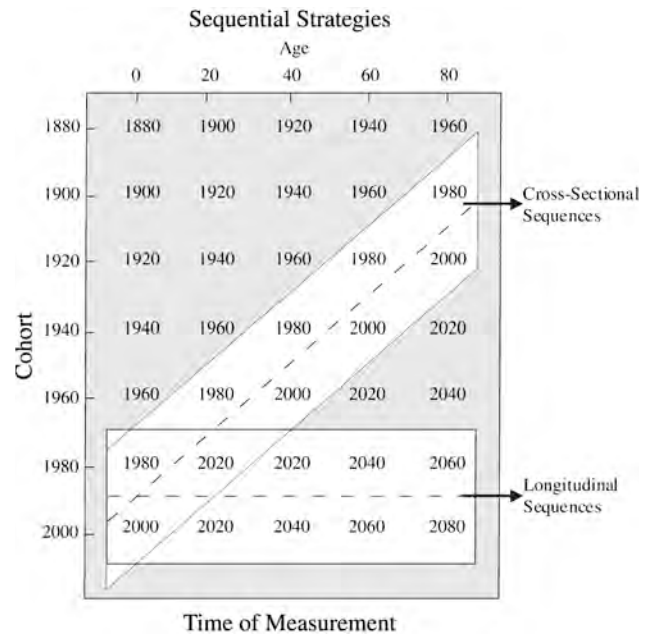 Sequential Strategies
Age
0 20 40 60 80
1880 1880 1900 1920 1940 1960
1900 1900 1920 1940 1960 1980
Cross-Sectional
Sequences
1920 1920 1940 1960 1980 2000
1940 1940 1960 1980 2000 2020
Cohort
1960 1960 1980 2000 2020 2040
1980 1980 2020 2020 2040 2060
Longitudinal
Sequences
2000 2000 2020 2040 2060 2080
Time of Measurement